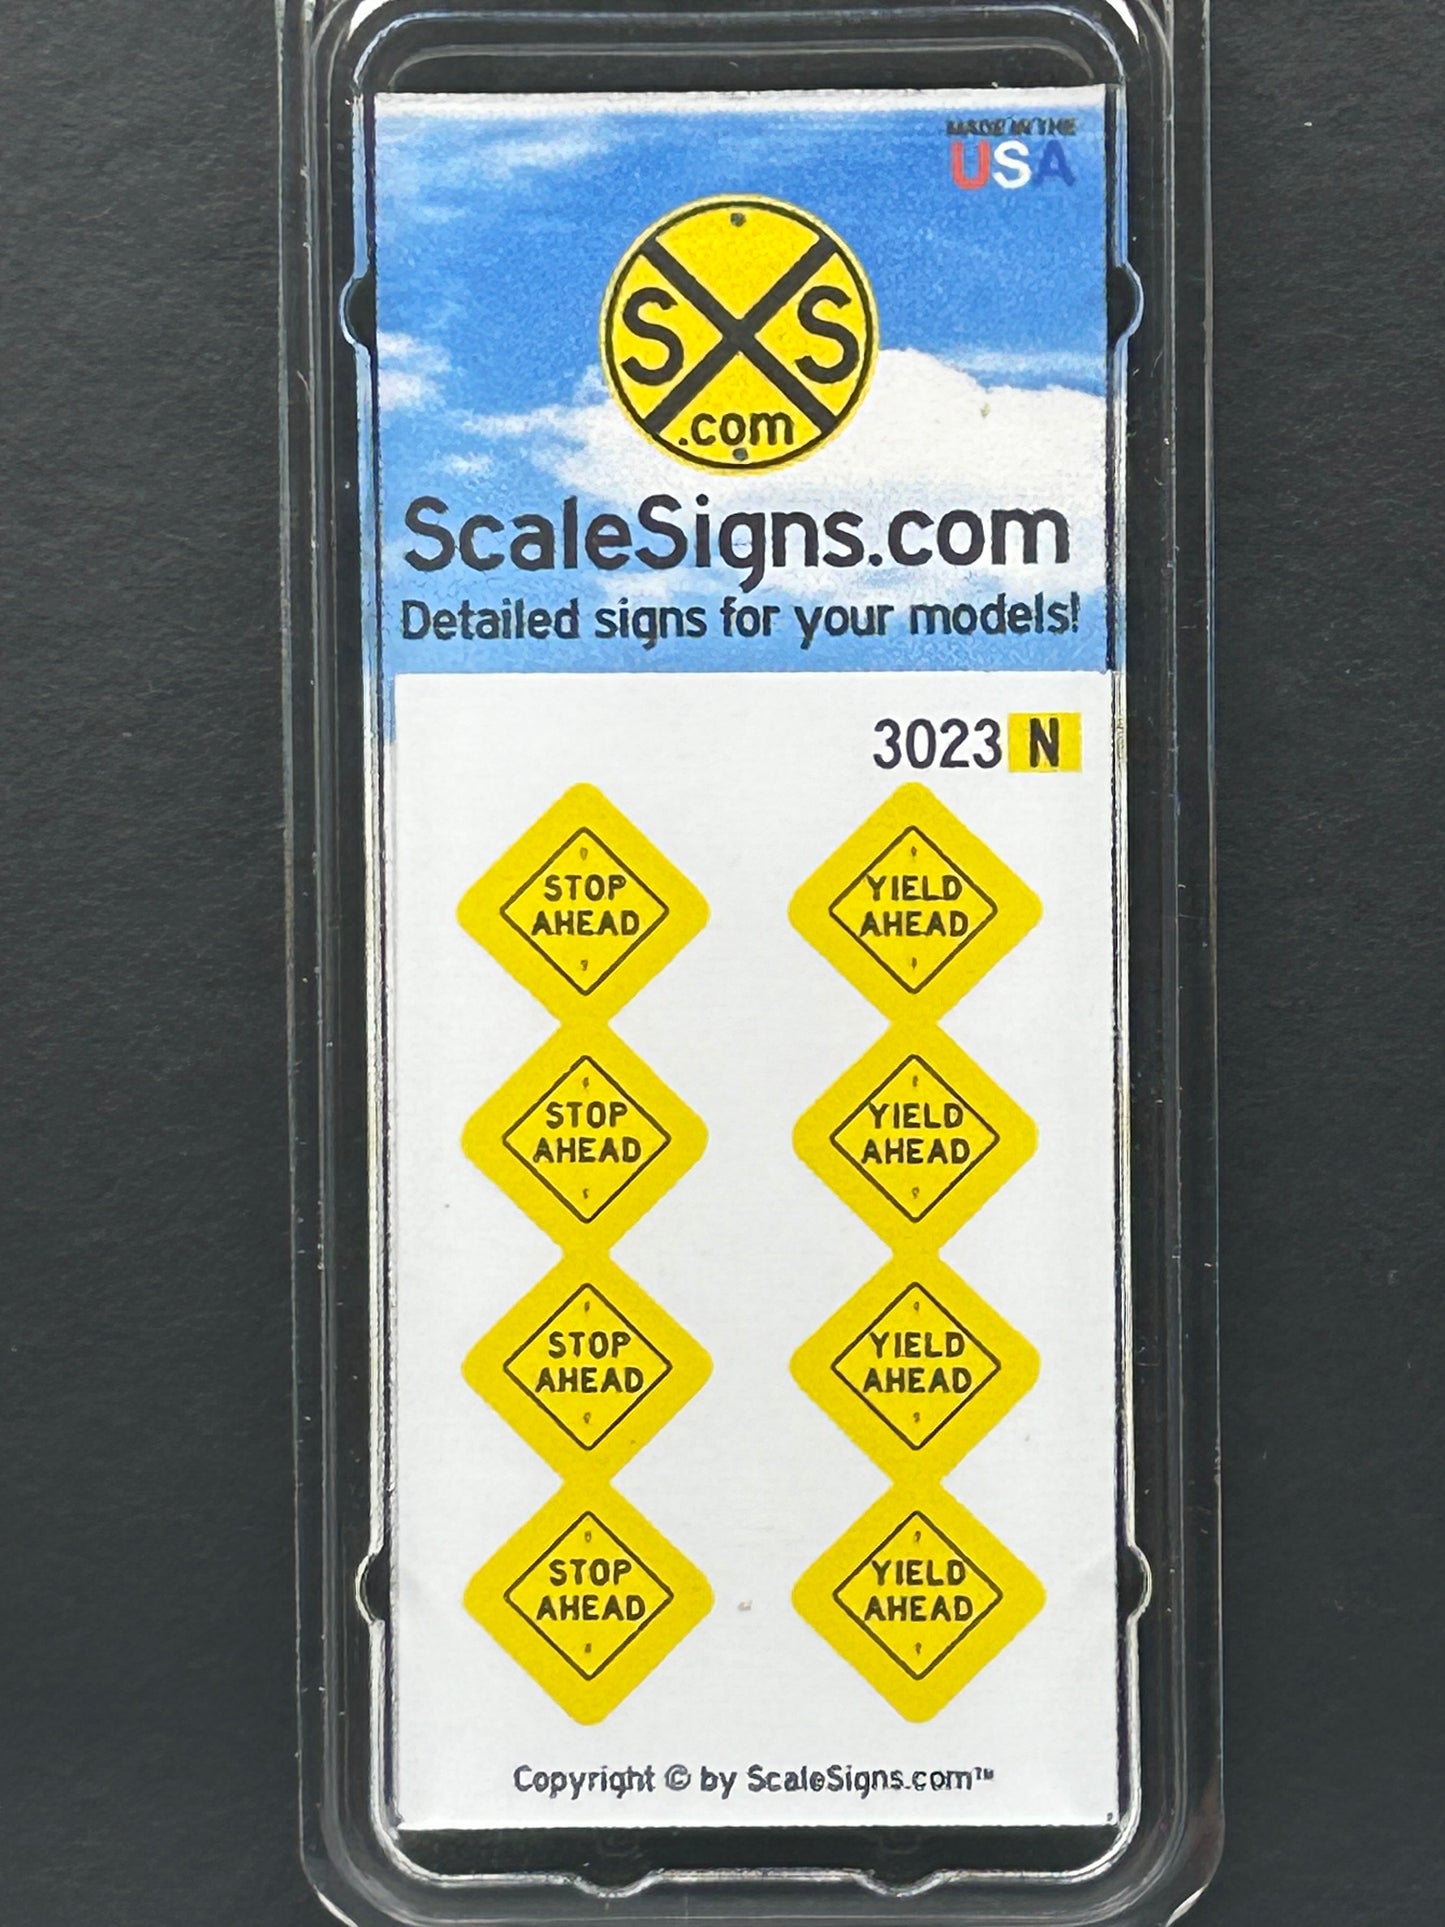 MADE IN THE
USA
S S
.com
ScaleSigns.com
Detailed signs for your models!
3023 N
STOP
AHEAD
YIELD
AHEAD
STOP
AHEAD
YIELD
AHEAD
STOP
AHEAD
YIELD
AHEAD
STOP
AHEAD
YIELD
AHEAD
Copyright © by ScaleSigns.com™